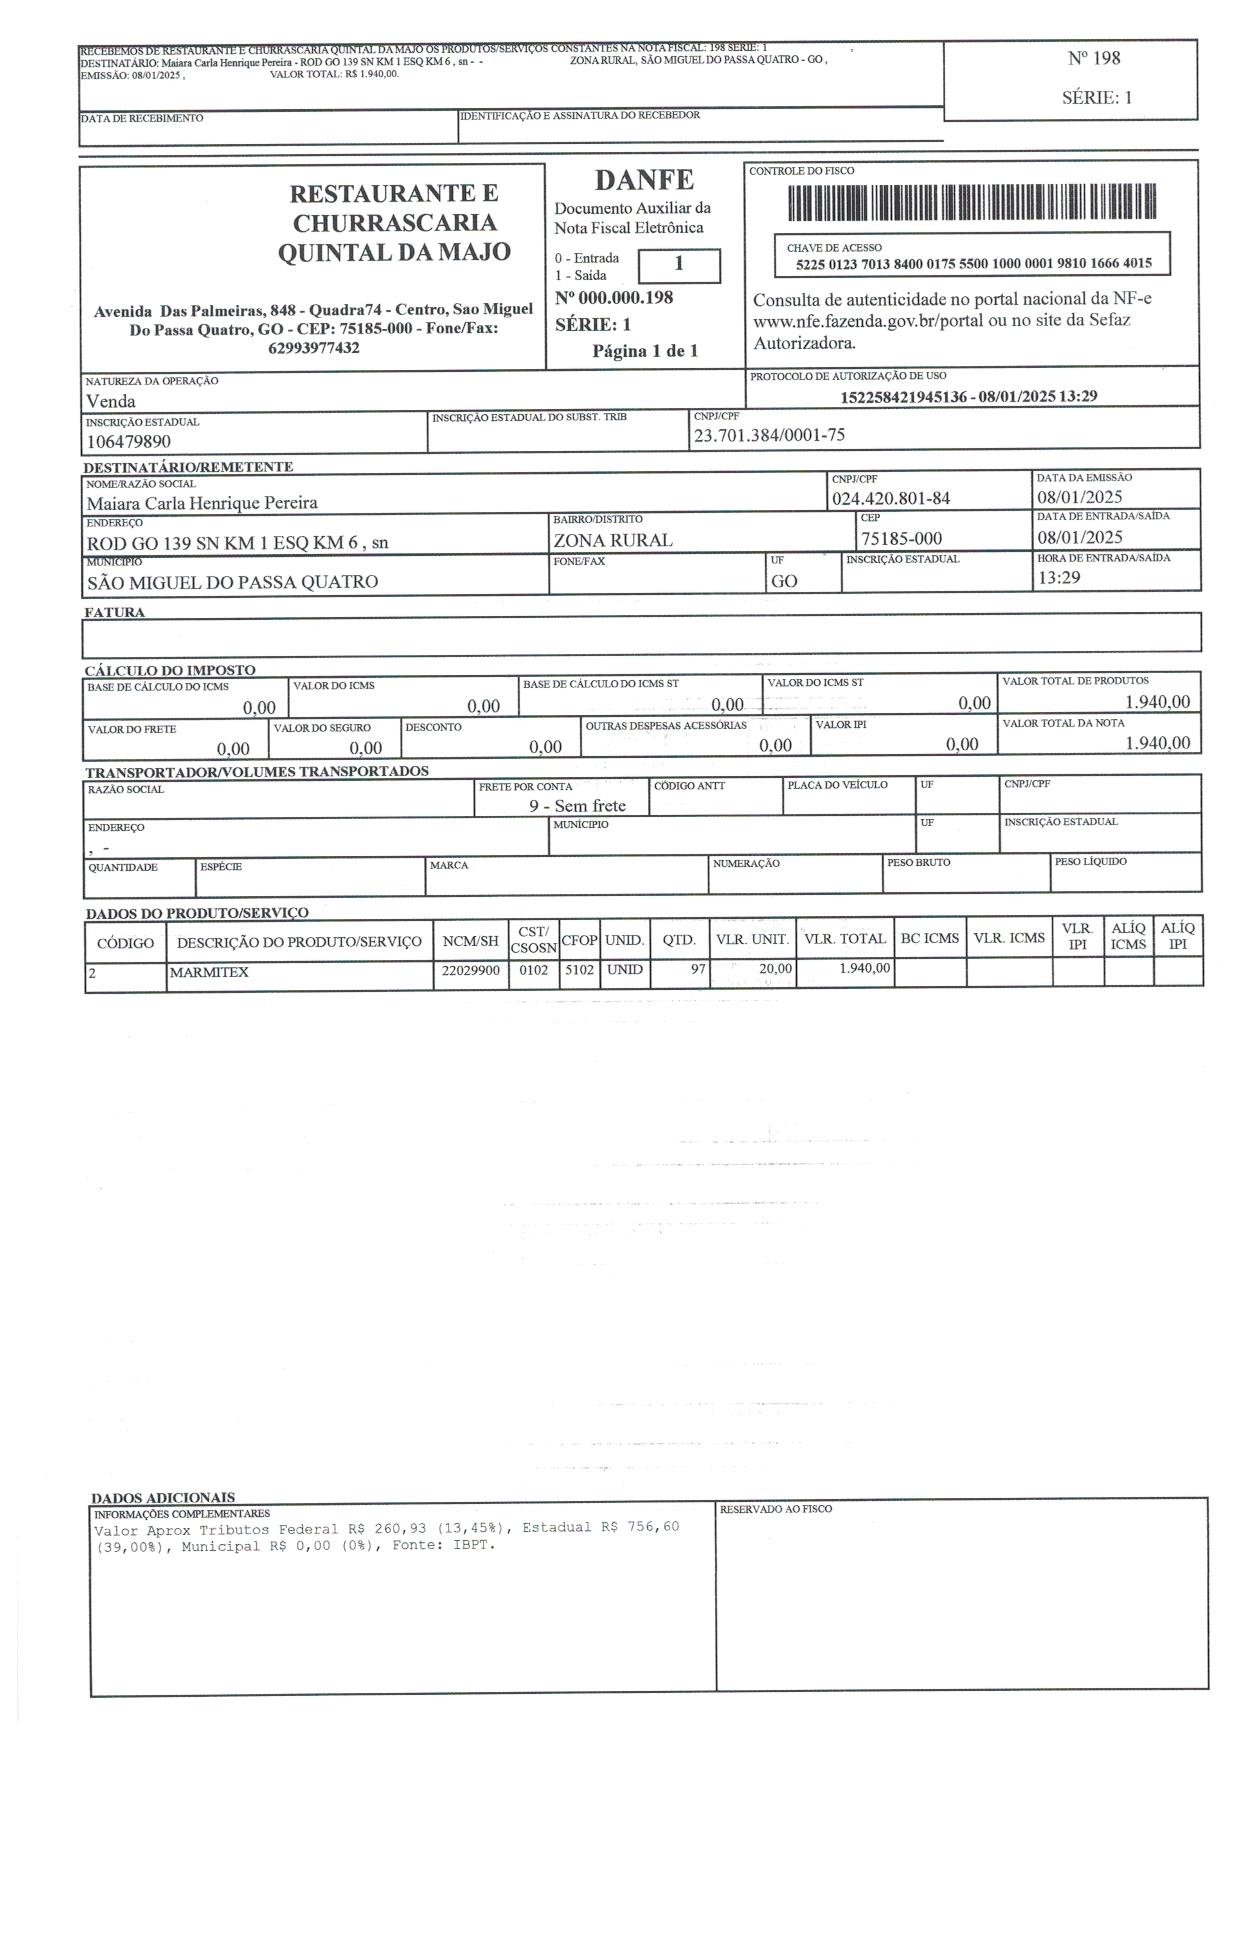 RECEBEMOS DE RESTAURANTE E CHURRASCARIA QUINTAL DA MAJO OS PRODUTOS/SERVIÇOS CONSTANTES NA NOTA FISCAL: 198 SERIE: 1
DESTINATÁRIO: Maiara Carla Henrique Pereira - ROD GO 139 SN KM 1 ESQ KM 6 , sn - - ZONA RURAL, SÃO MIGUEL DO PASSA QUATRO - GO ,
EMISSÃO: 08/01/2025 , VALOR TOTAL: R$ 1.940,00.
Nº 198
SÉRIE: 1
DATA DE RECEBIMENTO
IDENTIFICAÇÃO E ASSINATURA DO RECEBEDOR
RESTAURANTE E
CHURRASCARIA
QUINTAL DA MAJO
Avenida Das Palmeiras, 848 - Quadra74 - Centro, Sao Miguel
Do Passa Quatro, GO - CEP: 75185-000 - Fone/Fax:
62993977432
DANFE
Documento Auxiliar da
Nota Fiscal Eletrônica
0 - Entrada
1 - Saída
1
Nº 000.000.198
SÉRIE: 1
Página 1 de 1
CONTROLE DO FISCO
CHAVE DE ACESSO
5225 0123 7013 8400 0175 5500 1000 0001 9810 1666 4015
Consulta de autenticidade no portal nacional da NF-e
www.nfe.fazenda.gov.br/portal ou no site da Sefaz
Autorizadora.
NATUREZA DA OPERAÇÃO
Venda
PROTOCOLO DE AUTORIZAÇÃO DE USO
152258421945136 - 08/01/2025 13:29
INSCRIÇÃO ESTADUAL
106479890
INSCRIÇÃO ESTADUAL DO SUBST. TRIB
CNPJ/CPF
23.701.384/0001-75
DESTINATÁRIO/REMETENTE
NOME/RAZÃO SOCIAL
Maiara Carla Henrique Pereira
CNPJ/CPF
024.420.801-84
DATA DA EMISSÃO
08/01/2025
ENDEREÇO
ROD GO 139 SN KM 1 ESQ KM 6 , sn
BAIRRO/DISTRITO
ZONA RURAL
CEP
75185-000
DATA DE ENTRADA/SAÍDA
08/01/2025
MUNICIPIO
SÃO MIGUEL DO PASSA QUATRO
FONE/FAX
UF
GO
INSCRIÇÃO ESTADUAL
HORA DE ENTRADA/SAÍDA
13:29
FATURA
CÁLCULO DO IMPOSTO
BASE DE CÁLCULO DO ICMS
0,00
VALOR DO ICMS
0,00
BASE DE CÁLCULO DO ICMS ST
0,00
VALOR DO ICMS ST
0,00
VALOR TOTAL DE PRODUTOS
1.940,00
VALOR DO FRETE
0,00
VALOR DO SEGURO
0,00
DESCONTO
0,00
OUTRAS DESPESAS ACESSÓRIAS
0,00
VALOR IPI
0,00
VALOR TOTAL DA NOTA
1.940,00
TRANSPORTADOR/VOLUMES TRANSPORTADOS
RAZÃO SOCIAL
FRETE POR CONTA
9 - Sem frete
CÓDIGO ANTT
PLACA DO VEÍCULO
UF
CNPJ/CPF
ENDEREÇO
, -
MUNÍCIPIO
UF
INSCRIÇÃO ESTADUAL
QUANTIDADE
ESPÉCIE
MARCA
NUMERAÇÃO
PESO BRUTO
PESO LÍQUIDO
DADOS DO PRODUTO/SERVIÇO
CÓDIGO DESCRIÇÃO DO PRODUTO/SERVIÇO NCM/SH CST/CSOSN CFOP UNID. QTD. VLR. UNIT. VLR. TOTAL BC ICMS VLR. ICMS VLR. IPI ALÍQ ICMS ALÍQ IPI
2 MARMITEX 22029900 0102 5102 UNID 97 20,00 1.940,00
DADOS ADICIONAIS
INFORMAÇÕES COMPLEMENTARES
Valor Aprox Tributos Federal R$ 260,93 (13,45%), Estadual R$ 756,60
(39,00%), Municipal R$ 0,00 (0%), Fonte: IBPT.
RESERVADO AO FISCO